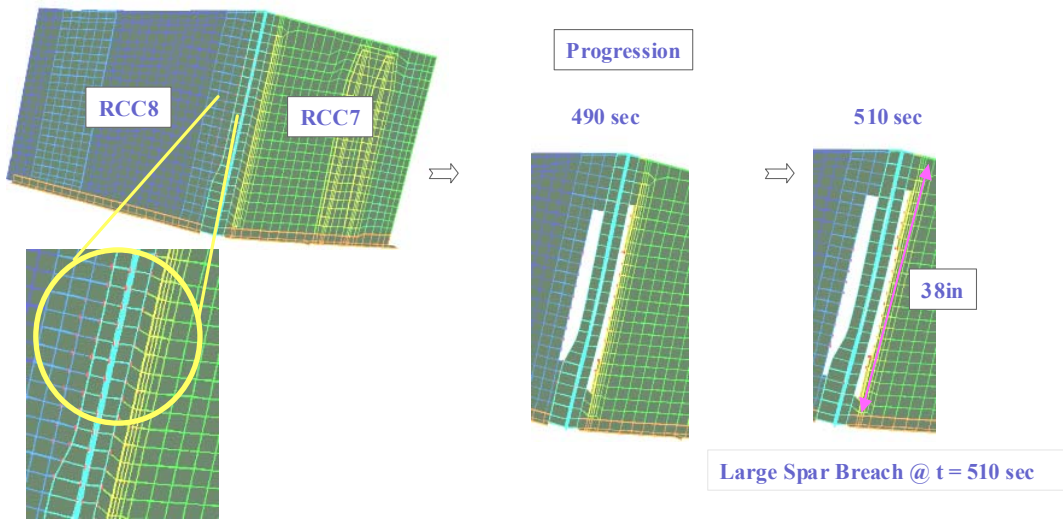 Progression
RCC8
RCC7
490 sec
510 sec
38in
Large Spar Breach @ t = 510 sec